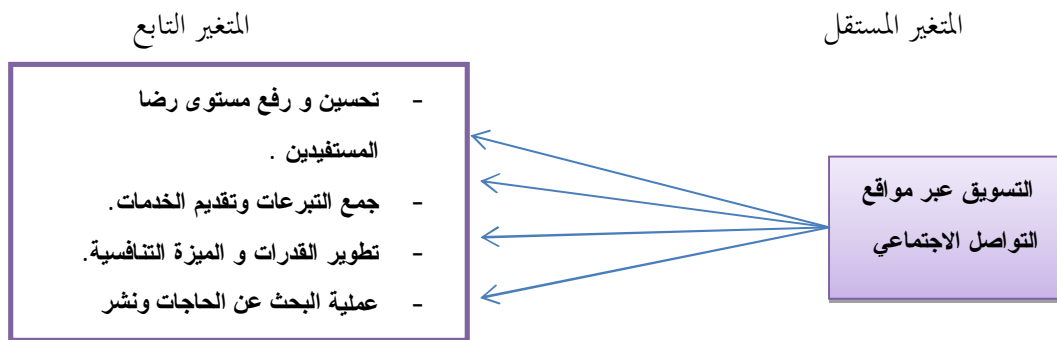 المتغير المستقل
المتغير التابع
التسويق عبر مواقع
التواصل الاجتماعي
- تحسين و رفع مستوى رضا
المستفيدين .
- جمع التبرعات وتقديم الخدمات.
- تطوير القدرات و الميزة التنافسية.
- عملية البحث عن الحاجات ونشر